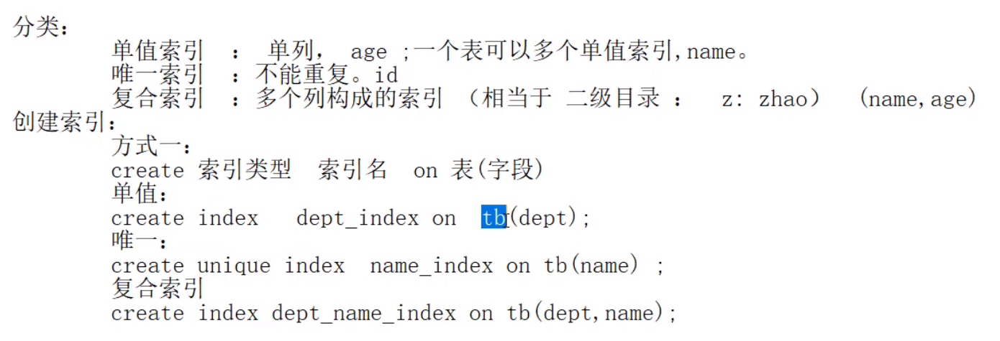 分类：
单值索引 ： 单列， age ;一个表可以多个单值索引,name。
唯一索引 ：不能重复。id
复合索引 ：多个列构成的索引 （相当于 二级目录 ： z: zhao） (name,age)
创建索引：
方式一：
create 索引类型 索引名 on 表(字段)
单值：
create index dept_index on tb(dept);
唯一：
create unique index name_index on tb(name) ;
复合索引
create index dept_name_index on tb(dept,name);